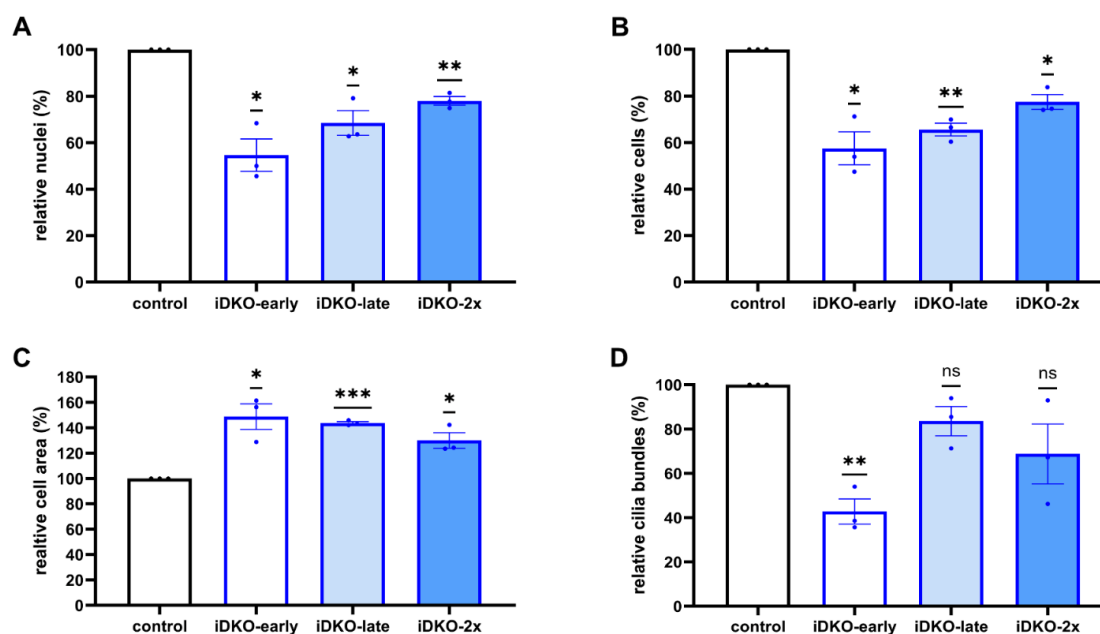 A
relative nuclei (%)
100
80
60
40
20
0
*
*
**
control
iDKO-early
iDKO-late
iDKO-2x
B
relative cells (%)
100
80
60
40
20
0
*
**
*
control
iDKO-early
iDKO-late
iDKO-2x
C
realtive cell area (%)
180
160
140
120
100
80
60
40
20
0
*
***
*
control
iDKO-early
iDKO-late
iDKO-2x
D
relative cilia bundles (%)
100
80
60
40
20
0
**
ns
ns
control
iDKO-early
iDKO-late
iDKO-2x